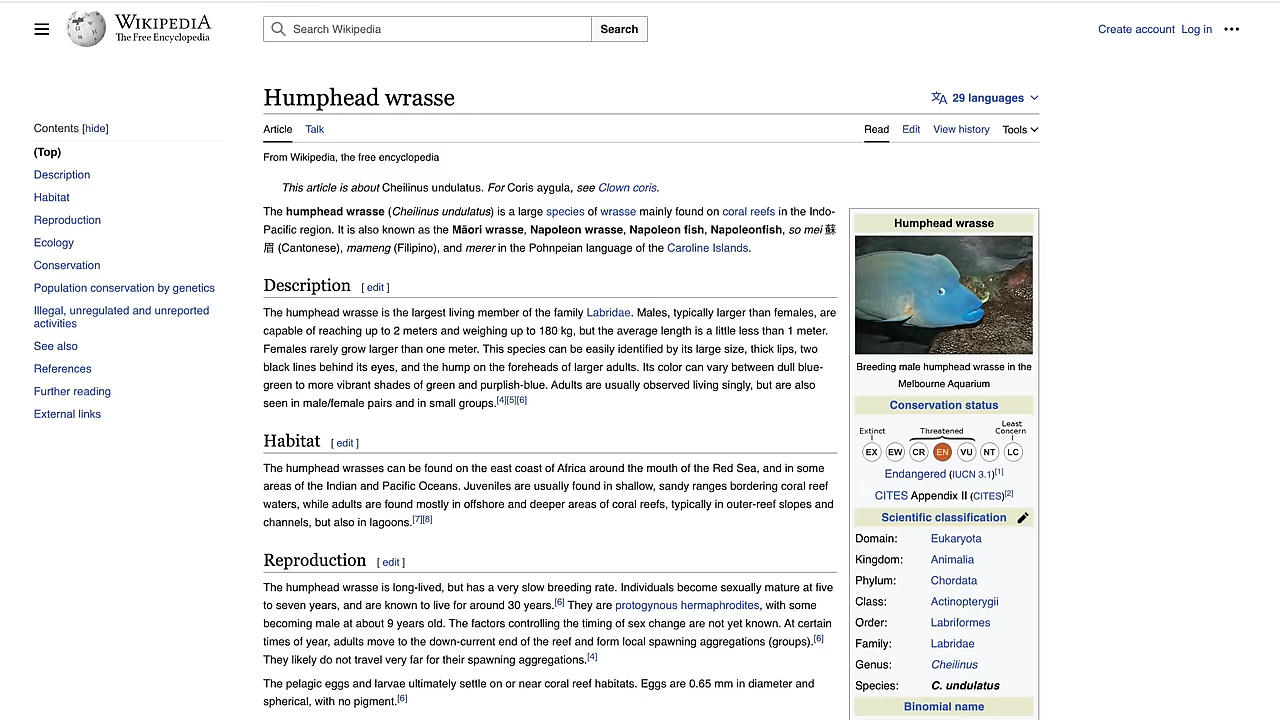 WIKIPEDIA
The Free Encyclopedia
Search Wikipedia
Search
Create account Log in
Humphead wrasse
29 languages
Article Talk
Read Edit View history Tools
From Wikipedia, the free encyclopedia
Contents [hide]
(Top)
Description
Habitat
Reproduction
Ecology
Conservation
Population conservation by genetics
Illegal, unregulated and unreported
activities
See also
References
Further reading
External links
This article is about Cheilinus undulatus. For Coris aygula, see Clown coris.
The humphead wrasse (Cheilinus undulatus) is a large species of wrasse mainly found on coral reefs in the Indo-
Pacific region. It is also known as the Māori wrasse, Napoleon wrasse, Napoleon fish, Napoleonfish, so mei 蘇
眉 (Cantonese), mameng (Filipino), and merer in the Pohnpeian language of the Caroline Islands.
Description [ edit ]
The humphead wrasse is the largest living member of the family Labridae. Males, typically larger than females, are
capable of reaching up to 2 meters and weighing up to 180 kg, but the average length is a little less than 1 meter.
Females rarely grow larger than one meter. This species can be easily identified by its large size, thick lips, two
black lines behind its eyes, and the hump on the foreheads of larger adults. Its color can vary between dull blue-
green to more vibrant shades of green and purplish-blue. Adults are usually observed living singly, but are also
seen in male/female pairs and in small groups.[4][5][6]
Habitat [ edit ]
The humphead wrasses can be found on the east coast of Africa around the mouth of the Red Sea, and in some
areas of the Indian and Pacific Oceans. Juveniles are usually found in shallow, sandy ranges bordering coral reef
waters, while adults are found mostly in offshore and deeper areas of coral reefs, typically in outer-reef slopes and
channels, but also in lagoons.[7][8]
Reproduction [ edit ]
The humphead wrasse is long-lived, but has a very slow breeding rate. Individuals become sexually mature at five
to seven years, and are known to live for around 30 years.[6] They are protogynous hermaphrodites, with some
becoming male at about 9 years old. The factors controlling the timing of sex change are not yet known. At certain
times of year, adults move to the down-current end of the reef and form local spawning aggregations (groups).[6]
They likely do not travel very far for their spawning aggregations.[4]
The pelagic eggs and larvae ultimately settle on or near coral reef habitats. Eggs are 0.65 mm in diameter and
spherical, with no pigment.[6]
Humphead wrasse
Breeding male humphead wrasse in the
Melbourne Aquarium
Conservation status
Extinct Threatened Least
Concern
EX EW CR EN VU NT LC
Endangered (IUCN 3.1)[1]
CITES Appendix II (CITES)[2]
Scientific classification
Domain: Eukaryota
Kingdom: Animalia
Phylum: Chordata
Class: Actinopterygii
Order: Labriformes
Family: Labridae
Genus: Cheilinus
Species: C. undulatus
Binomial name